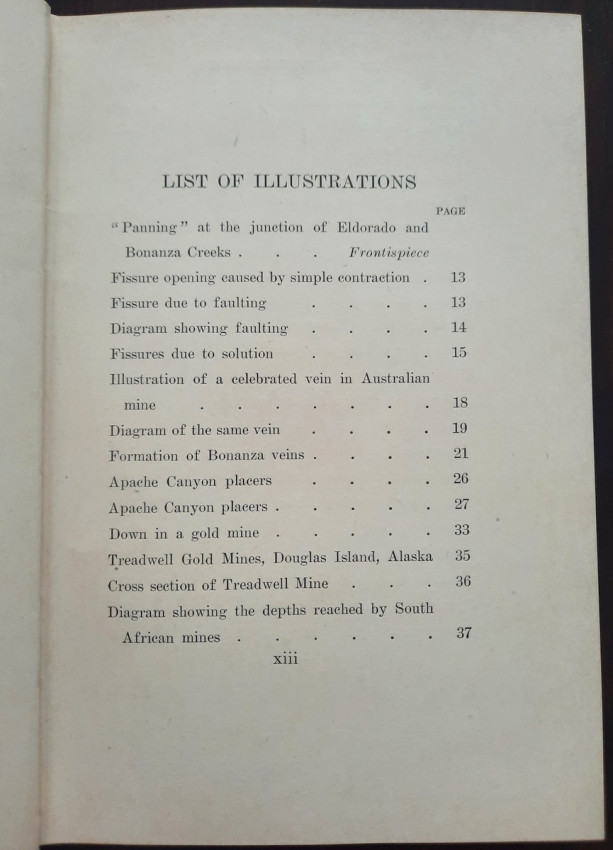 LIST OF ILLUSTRATIONS
PAGE
"Panning" at the junction of Eldorado and
Bonanza Creeks . . . Frontispiece
Fissure opening caused by simple contraction . 13
Fissure due to faulting . . . . 13
Diagram showing faulting . . . . 14
Fissures due to solution . . . . 15
Illustration of a celebrated vein in Australian
mine . . . . . . . 18
Diagram of the same vein . . . . 19
Formation of Bonanza veins . . . . 21
Apache Canyon placers . . . . 26
Apache Canyon placers . . . . . 27
Down in a gold mine . . . . . 33
Treadwell Gold Mines, Douglas Island, Alaska 35
Cross section of Treadwell Mine . . . 36
Diagram showing the depths reached by South
African mines . . . . . . 37
xiii